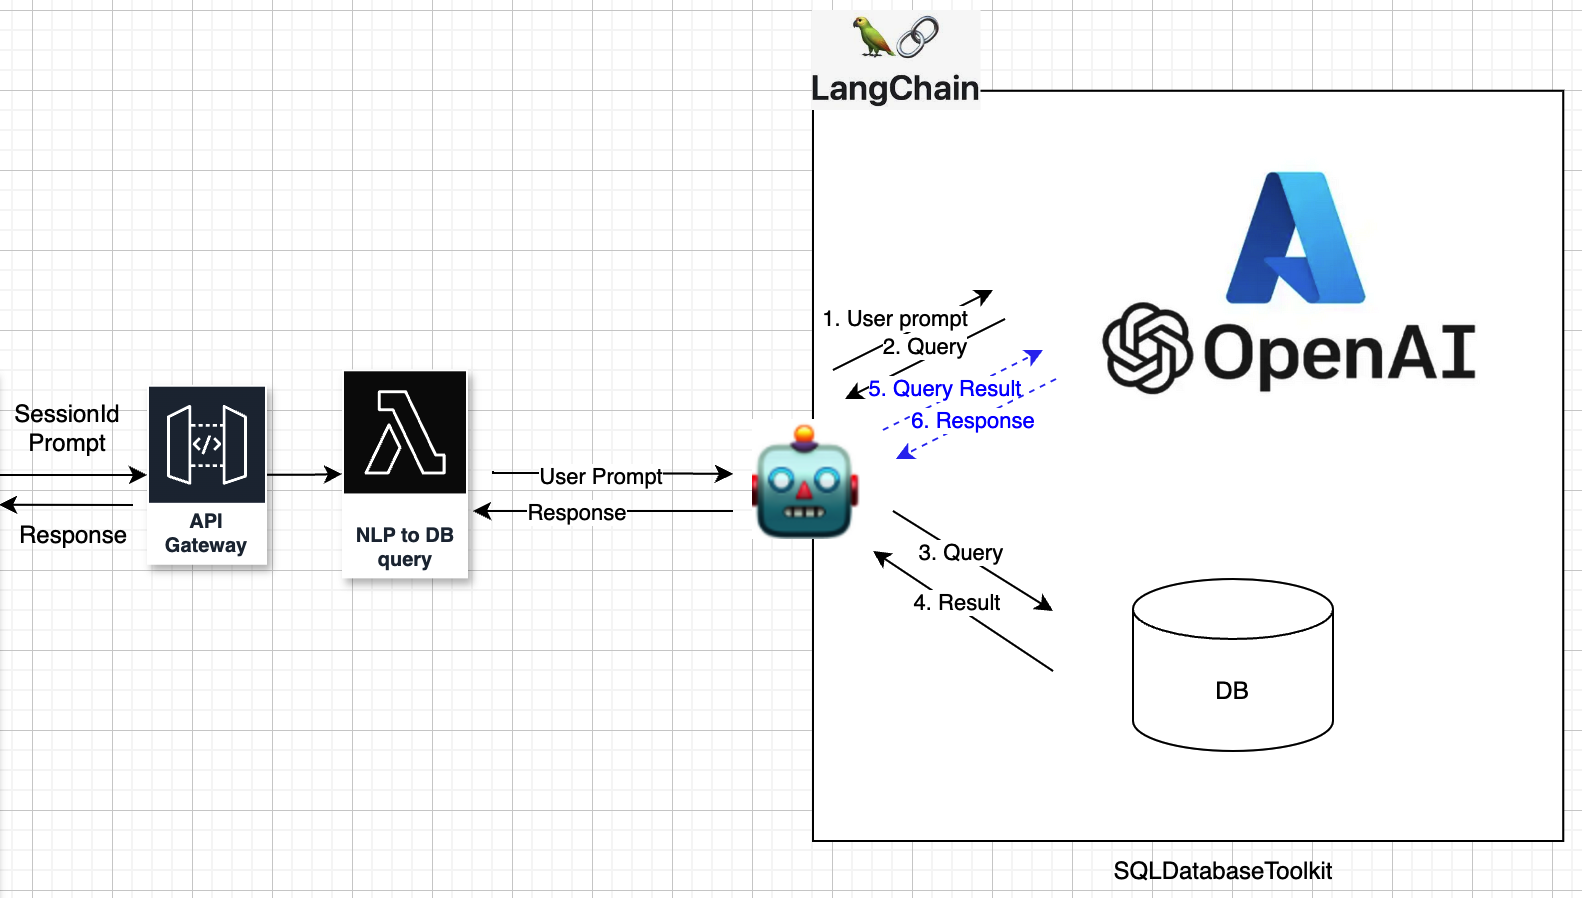 LangChain
OpenAI
1. User prompt
2. Query
5. Query Result
6. Response
SessionId
Prompt
Response
</>
API
Gateway
NLP to DB
query
User Prompt
Response
3. Query
4. Result
DB
SQLDatabaseToolkit